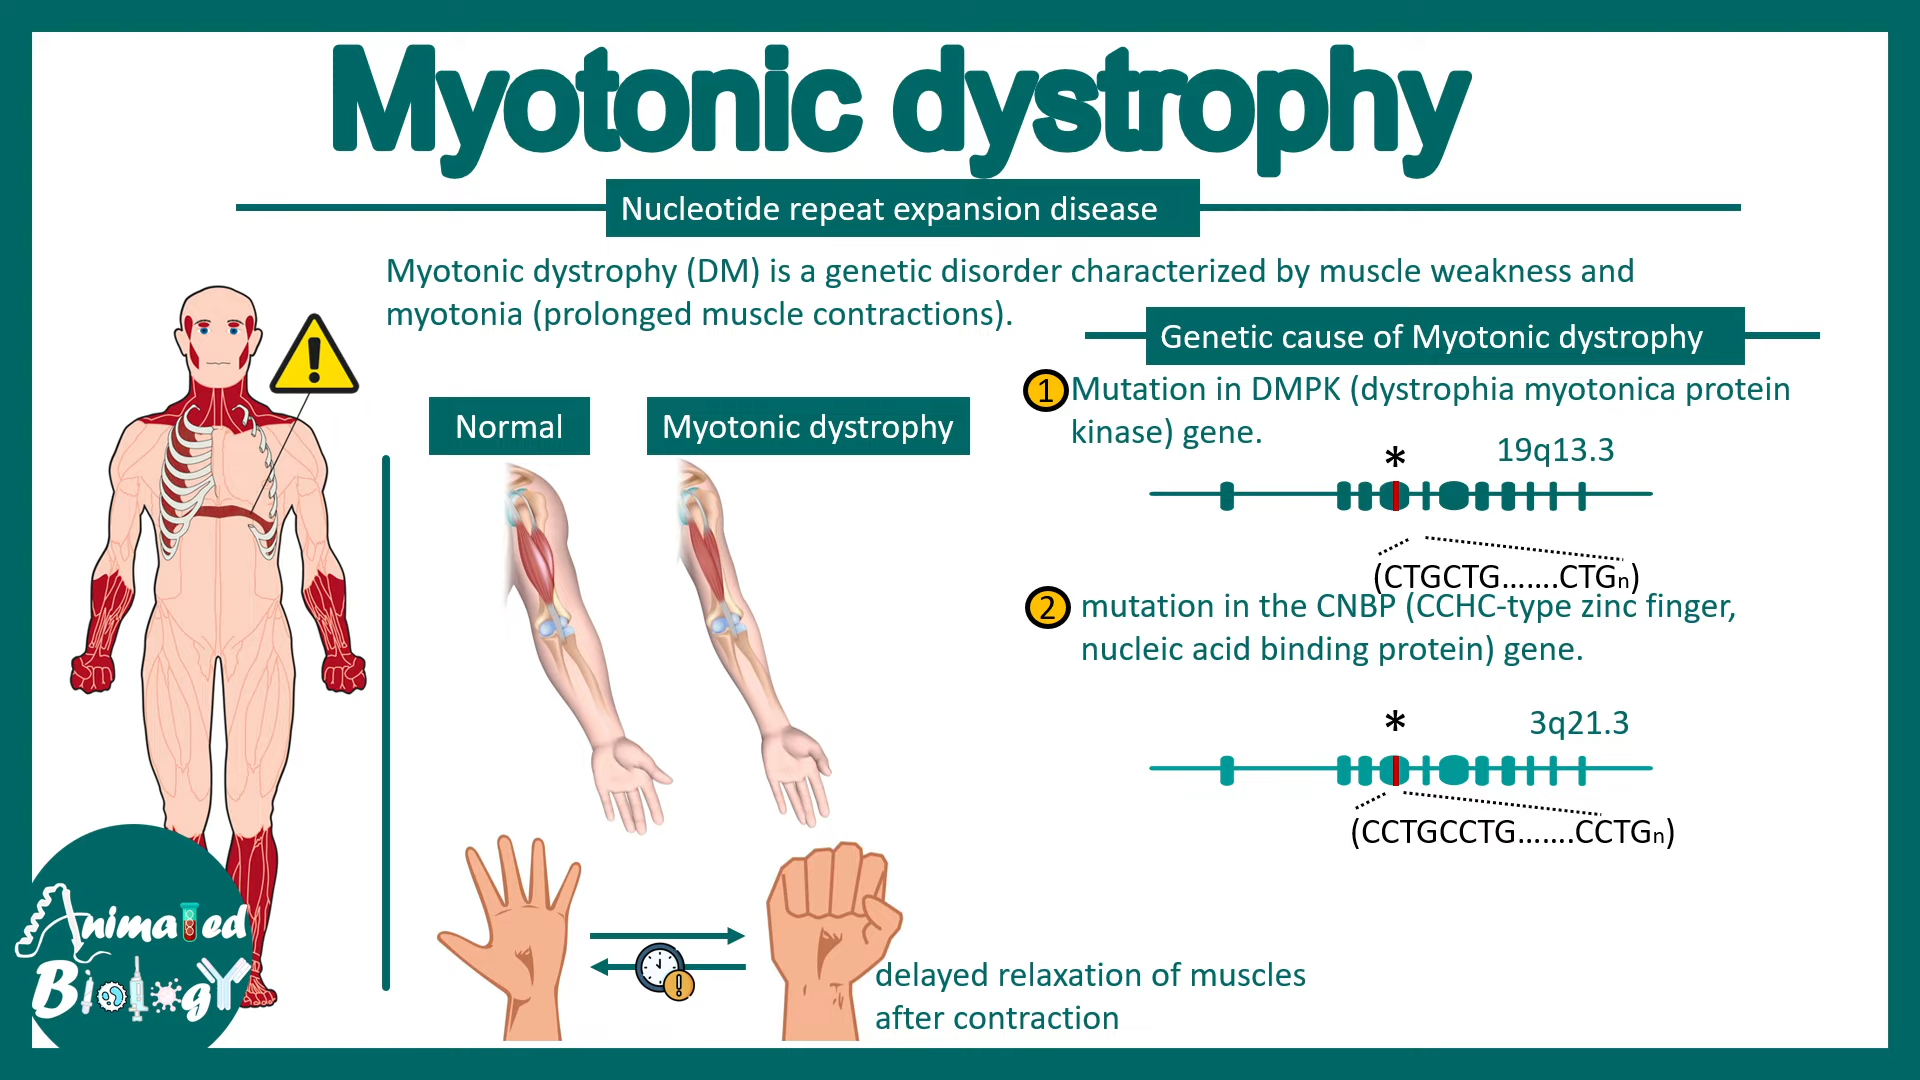 Myotonic dystrophy
Nucleotide repeat expansion disease
Myotonic dystrophy (DM) is a genetic disorder characterized by muscle weakness and
myotonia (prolonged muscle contractions).
Normal
Myotonic dystrophy
delayed relaxation of muscles
after contraction
Genetic cause of Myotonic dystrophy
1 Mutation in DMPK (dystrophia myotonica protein
kinase) gene.
* 19q13.3
(CTGCTG.......CTGn)
2 mutation in the CNBP (CCHC-type zinc finger,
nucleic acid binding protein) gene.
* 3q21.3
(CCTGCCTG.......CCTGn)
Animated
Biology